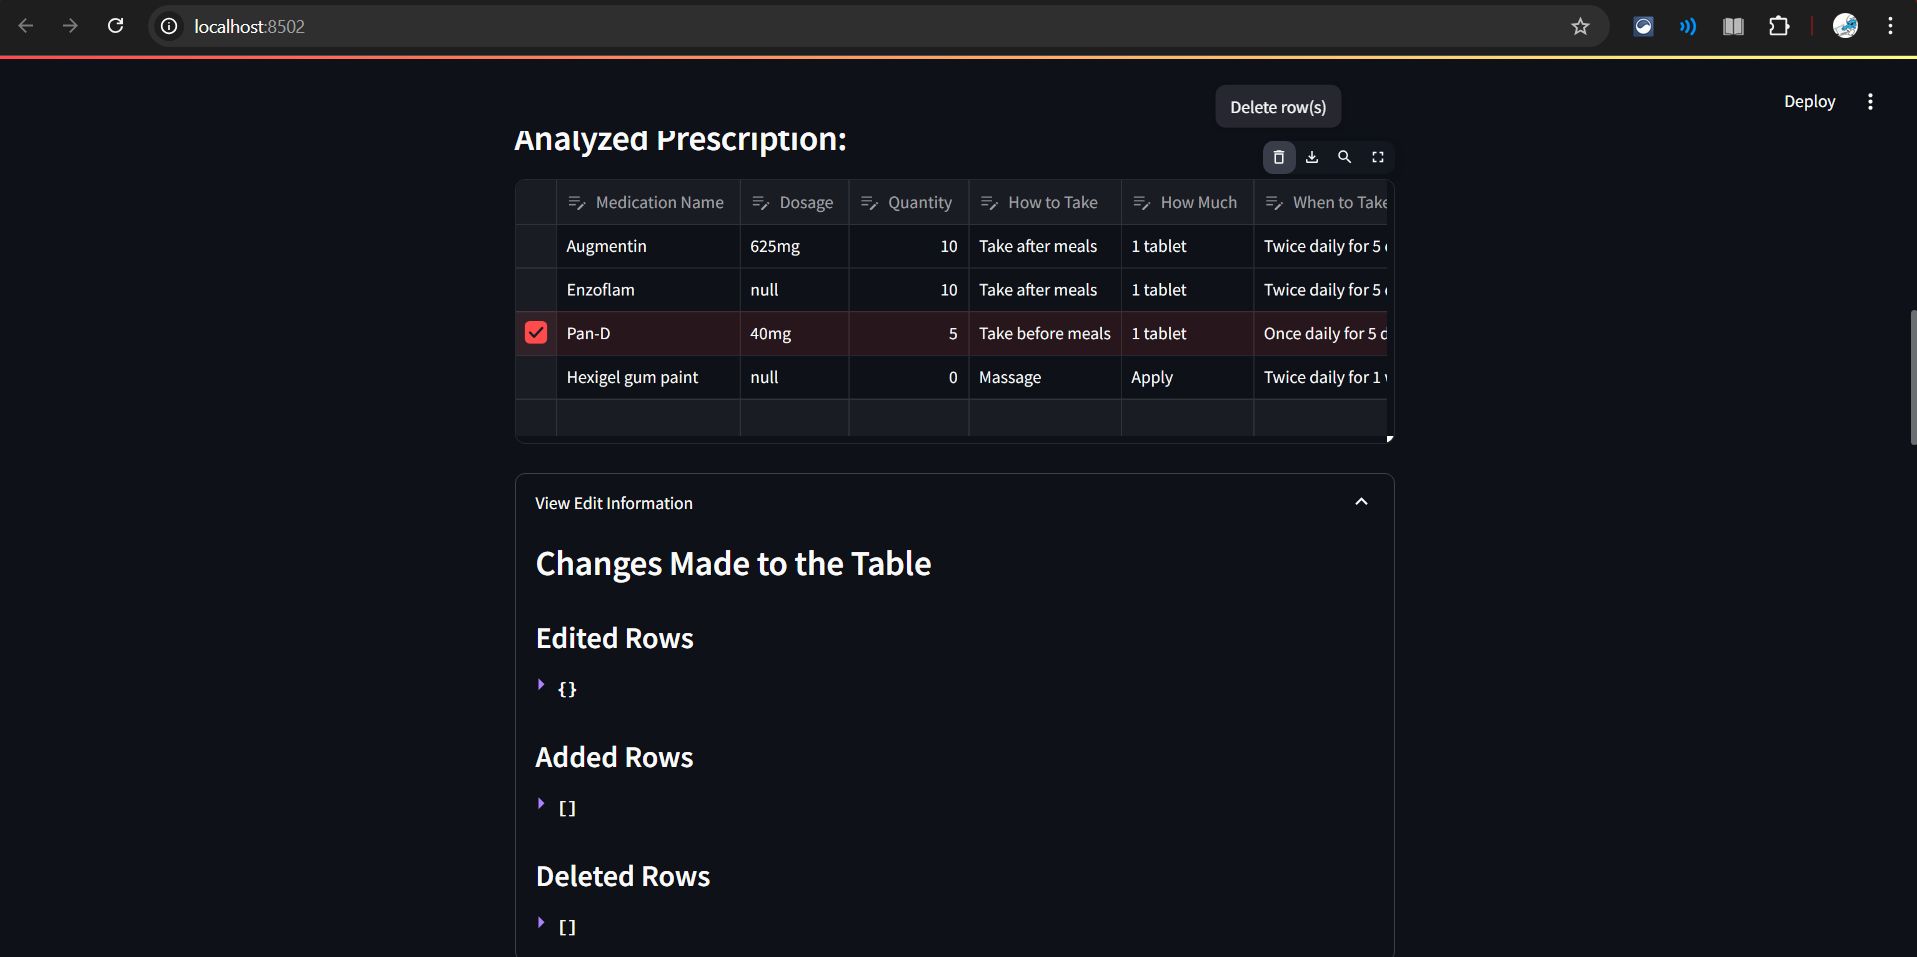 localhost:8502
Deploy
Delete row(s)
Analyzed Prescription:
Medication Name Dosage Quantity How to Take How Much When to Take
Augmentin 625mg 10 Take after meals 1 tablet Twice daily for 5
Enzoflam null 10 Take after meals 1 tablet Twice daily for 5
Pan-D 40mg 5 Take before meals 1 tablet Once daily for 5
Hexigel gum paint null 0 Massage Apply Twice daily for 1
View Edit Information
Changes Made to the Table
Edited Rows
{}
Added Rows
[]
Deleted Rows
[]